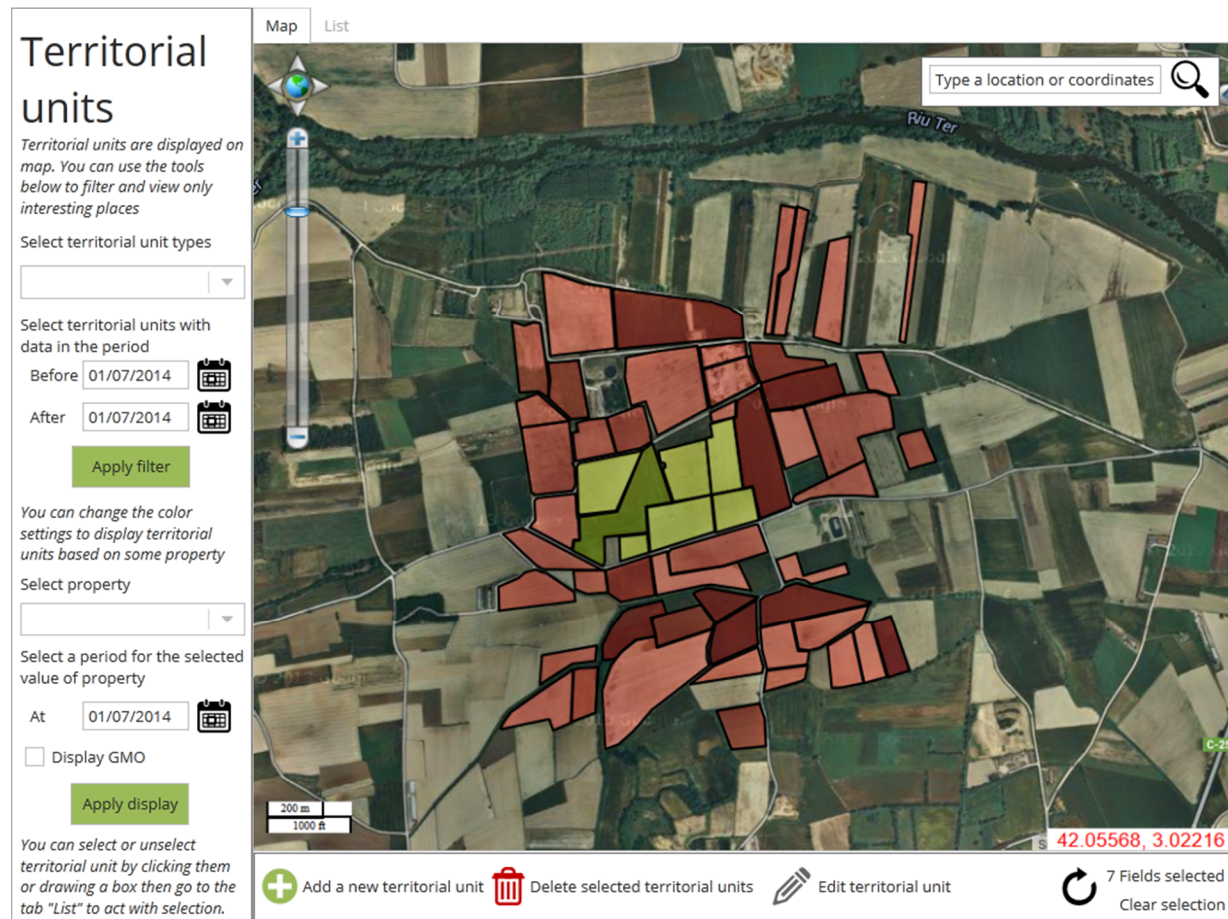 Territorial
units
Territorial units are displayed on
map. You can use the tools
below to filter and view only
interesting places
Select territorial unit types
Select territorial units with
data in the period
Before 01/07/2014
After 01/07/2014
Apply filter
You can change the color
settings to display territorial
units based on some property
Select property
Select a period for the selected
value of property
At 01/07/2014
Display GMO
Apply display
You can select or unselect
territorial unit by clicking them
or drawing a box then go to the
tab "List" to act with selection.
Map List
Type a location or coordinates
Riu Ter
200 m
1000 ft
C-25
42.05568, 3.02216
Add a new territorial unit Delete selected territorial units Edit territorial unit
7 Fields selected
Clear selection